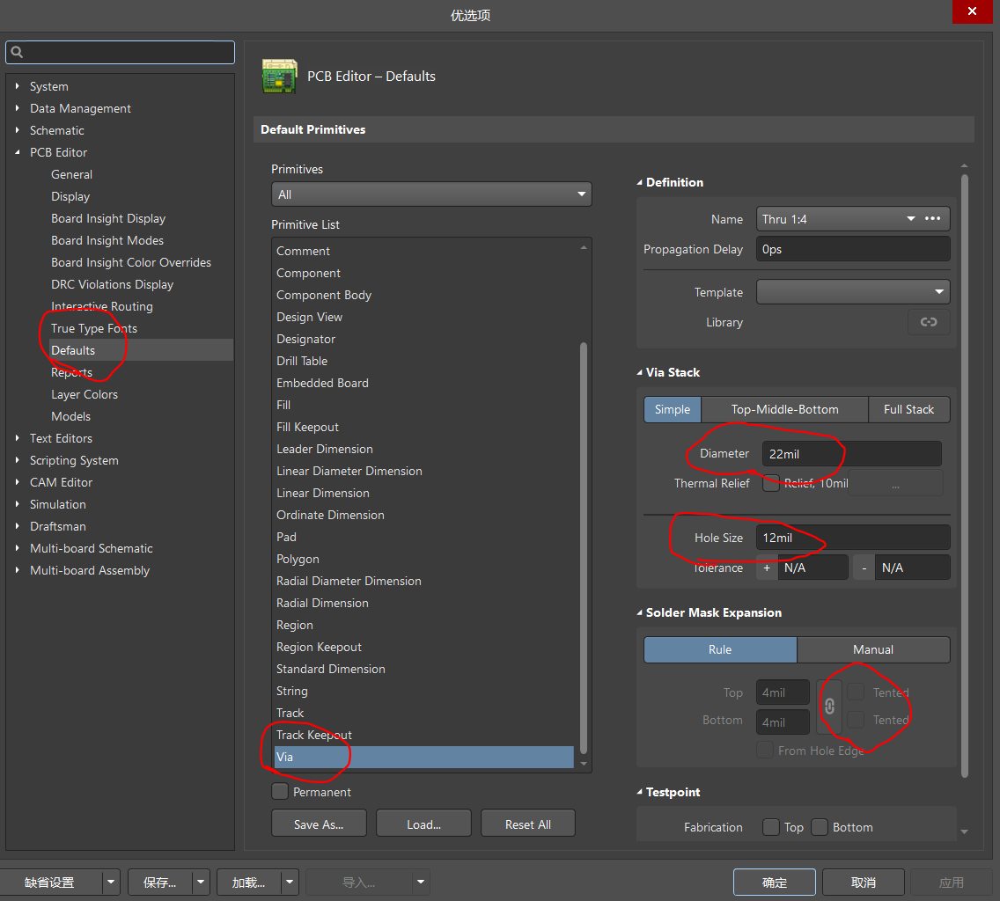 优选项
System
Data Management
Schematic
PCB Editor
General
Display
Board Insight Display
Board Insight Modes
Board Insight Color Overrides
DRC Violations Display
Interactive Routing
True Type Fonts
Defaults
Reports
Layer Colors
Models
Text Editors
Scripting System
CAM Editor
Simulation
Draftsman
Multi-board Schematic
Multi-board Assembly
PCB Editor – Defaults
Default Primitives
Primitives
All
Primitive List
Comment
Component
Component Body
Design View
Designator
Drill Table
Embedded Board
Fill
Fill Keepout
Leader Dimension
Linear Diameter Dimension
Linear Dimension
Ordinate Dimension
Pad
Polygon
Radial Diameter Dimension
Radial Dimension
Region
Region Keepout
Standard Dimension
String
Track
Track Keepout
Via
Permanent
Save As... Load... Reset All
Definition
Name Thru 1:4 •••
Propagation Delay 0ps
Template
Library
Via Stack
Simple Top-Middle-Bottom Full Stack
Diameter 22mil
Thermal Relief Relief, 10mil ...
Hole Size 12mil
Tolerance + N/A - N/A
Solder Mask Expansion
Rule Manual
Top 4mil Tented
Bottom 4mil Tented
From Hole Edge
Testpoint
Fabrication Top Bottom
缺省设置 保存... 加载... 导入... 确定 取消 应用